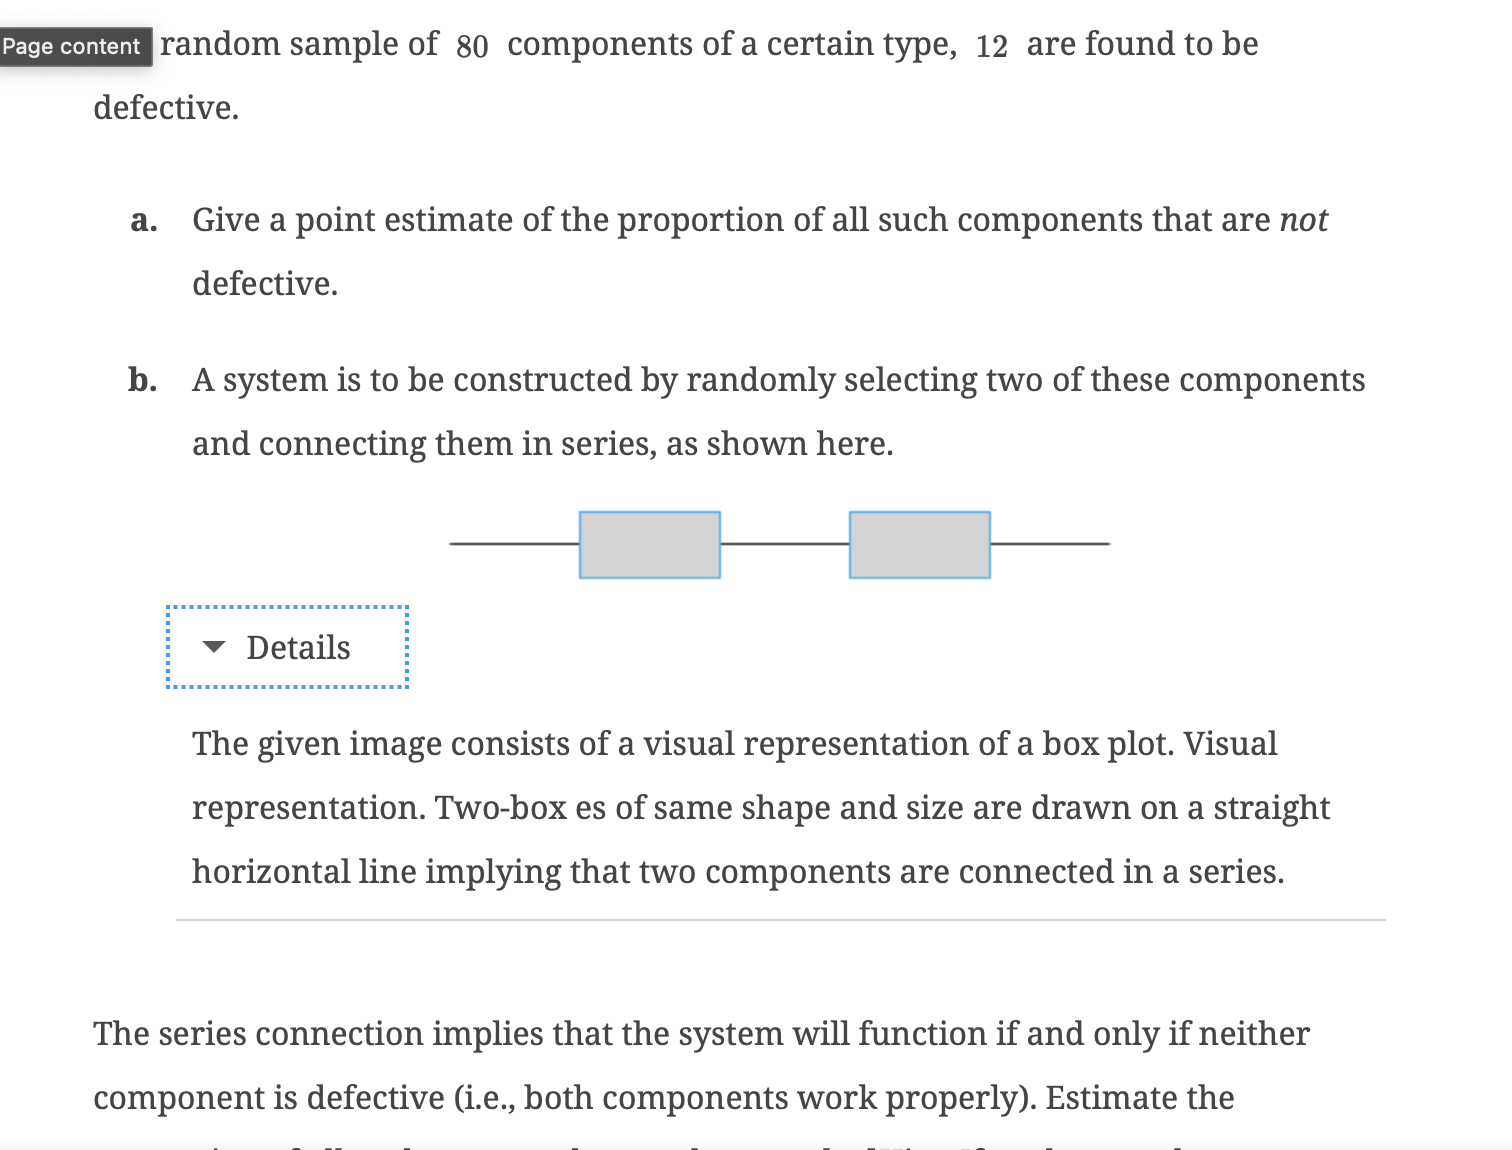 Page content random sample of 80 components of a certain type, 12 are found to be
defective.
a. Give a point estimate of the proportion of all such components that are not
defective.
b. A system is to be constructed by randomly selecting two of these components
and connecting them in series, as shown here.
Details
The given image consists of a visual representation of a box plot. Visual
representation. Two-box es of same shape and size are drawn on a straight
horizontal line implying that two components are connected in a series.
The series connection implies that the system will function if and only if neither
component is defective (i.e., both components work properly). Estimate the